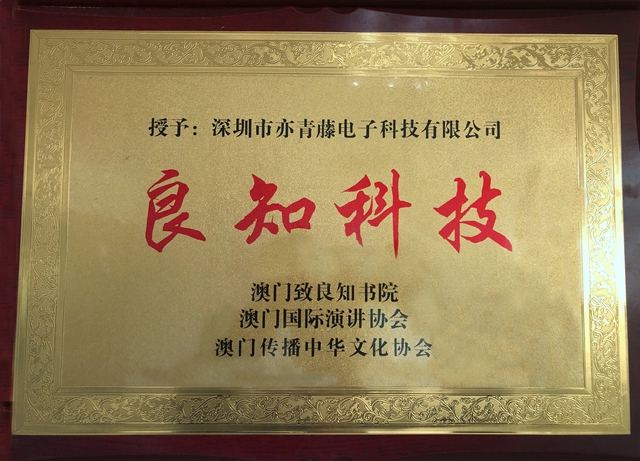 授予：深圳市亦青藤电子科技有限公司
良知科技
澳门致良知书院
澳门国际演讲协会
澳门传播中华文化协会